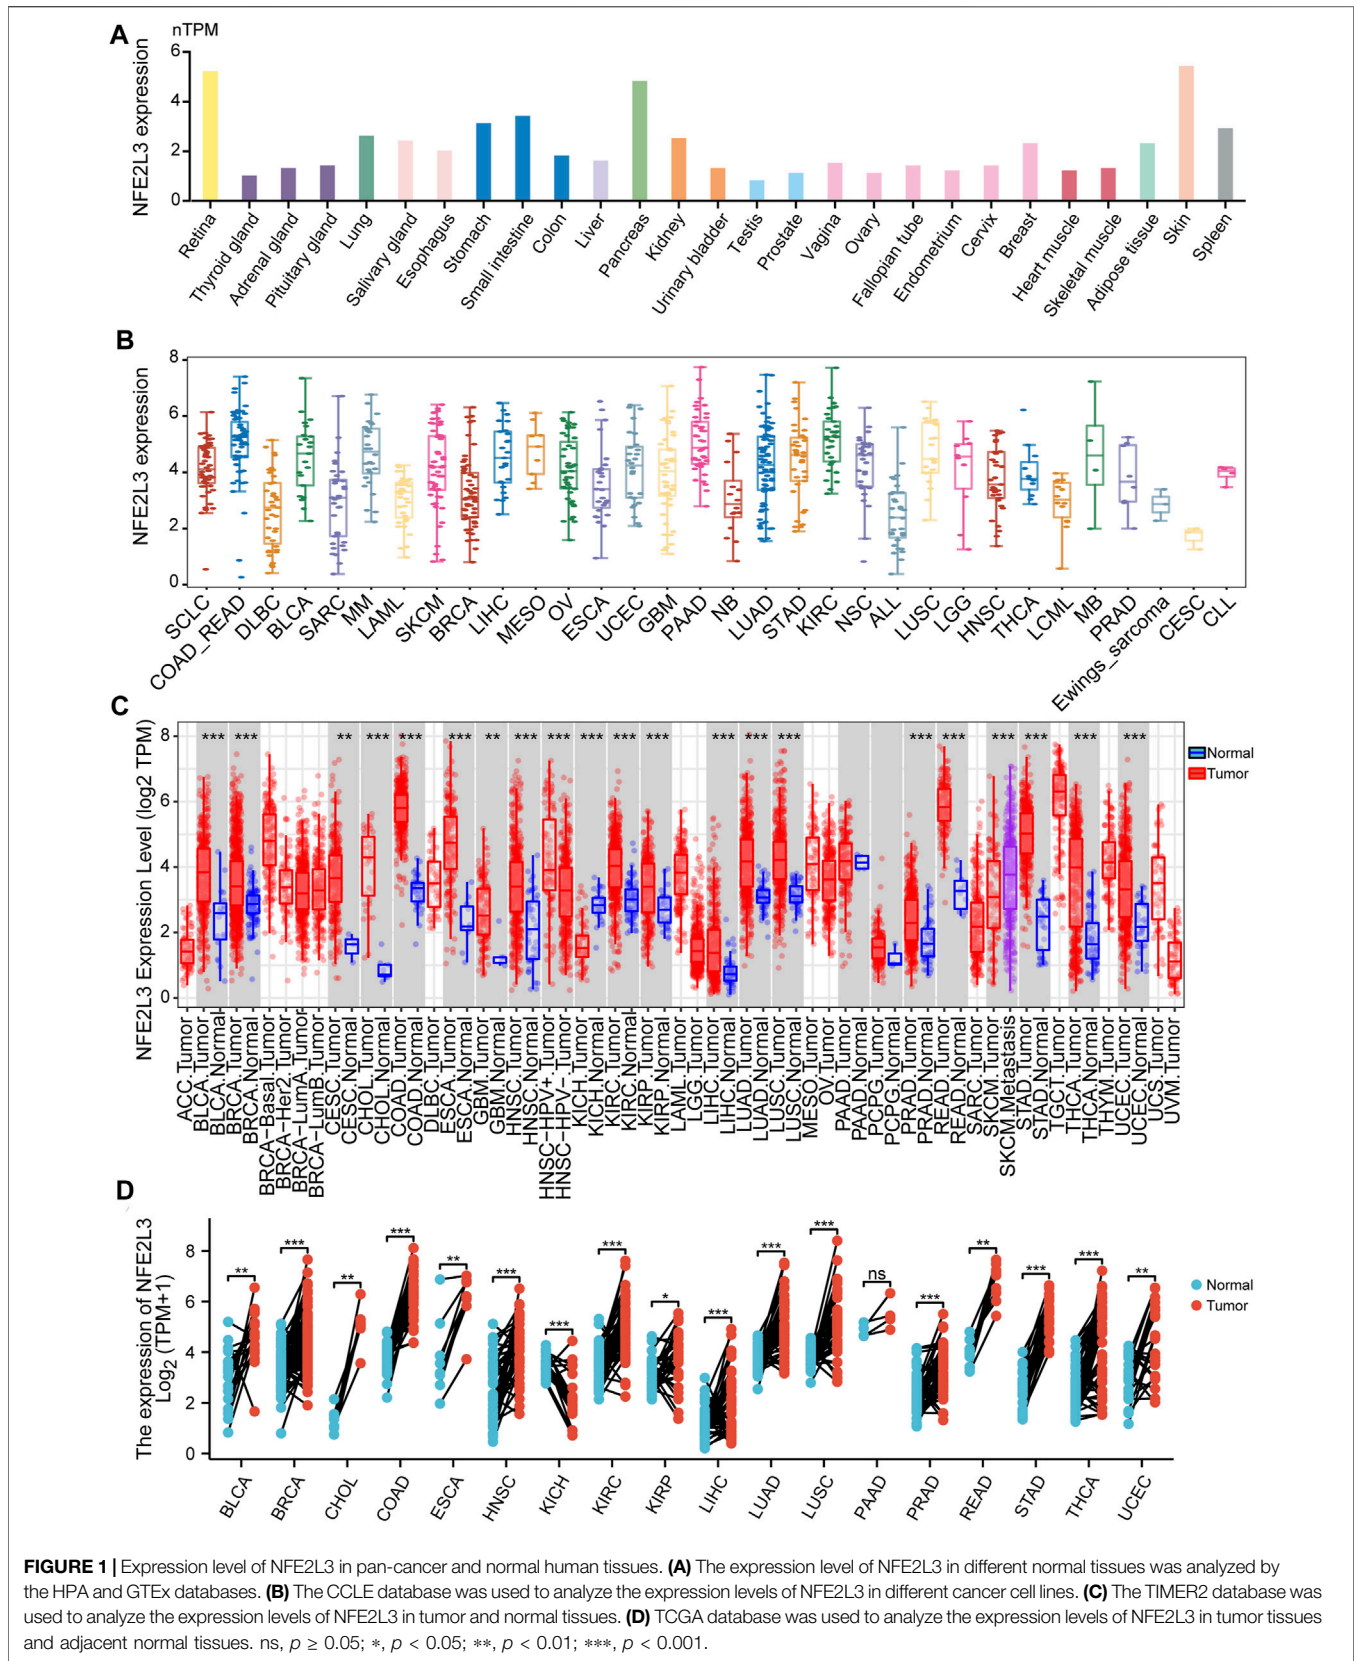 A
nTPM
NFE2L3 expression
6
4
2
0
Retina
Thyroid gland
Adrenal gland
Pituitary gland
Lung
Salivary gland
Esophagus
Stomach
Small intestine
Colon
Liver
Pancreas
Kidney
Urinary bladder
Testis
Prostate
Vagina
Ovary
Fallopian tube
Endometrium
Cervix
Breast
Heart muscle
Skeletal muscle
Adipose tissue
Skin
Spleen
B
NFE2L3 expression
8
6
4
2
0
SCLC
COAD_READ
DLBC
BLCA
SARC
MM
LAML
SKCM
BRCA
LIHC
MESO
OV
ESCA
UCEC
GBM
PAAD
NB
LUAD
STAD
KIRC
NSC
ALL
LUSC
LGG
HNSC
THCA
LCML
MB
PRAD
Ewings_sarcoma
CESC
CLL
C
NFE2L3 Expression Level (log2 TPM)
8
6
4
2
0
*** *** ** *** *** *** ** *** *** *** *** *** *** *** *** *** *** *** *** *** ***
Normal
Tumor
ACC.Tumor
BLCA.Tumor
BLCA.Normal
BRCA.Tumor
BRCA.Normal
BRCA-Basal.Tumor
BRCA-Her2.Tumor
BRCA-LumA.Tumor
BRCA-LumB.Tumor
CESC.Tumor
CESC.Normal
CHOL.Tumor
CHOL.Normal
COAD.Tumor
COAD.Normal
DLBC.Tumor
ESCA.Tumor
ESCA.Normal
GBM.Tumor
GBM.Normal
HNSC.Tumor
HNSC.Normal
HNSC-HPV+.Tumor
HNSC-HPV-.Tumor
KICH.Tumor
KICH.Normal
KIRC.Tumor
KIRC.Normal
KIRP.Tumor
KIRP.Normal
LAML.Tumor
LGG.Tumor
LIHC.Tumor
LIHC.Normal
LUAD.Tumor
LUAD.Normal
LUSC.Tumor
LUSC.Normal
MESO.Tumor
OV.Tumor
PAAD.Tumor
PAAD.Normal
PCPG.Tumor
PCPG.Normal
PRAD.Tumor
PRAD.Normal
READ.Tumor
READ.Normal
SARC.Tumor
SKCM.Tumor
SKCM.Metastasis
STAD.Tumor
STAD.Normal
TGCT.Tumor
THCA.Tumor
THCA.Normal
THYM.Tumor
UCEC.Tumor
UCEC.Normal
UCS.Tumor
UVM.Tumor
D
The expression of NFE2L3
Log2 (TPM+1)
8
6
4
2
0
** *** ** *** ** *** *** *** * *** *** *** ns *** ** *** *** **
Normal
Tumor
BLCA
BRCA
CHOL
COAD
ESCA
HNSC
KICH
KIRC
KIRP
LIHC
LUAD
LUSC
PAAD
PRAD
READ
STAD
THCA
UCEC
FIGURE 1 | Expression level of NFE2L3 in pan-cancer and normal human tissues. (A) The expression level of NFE2L3 in different normal tissues was analyzed by
the HPA and GTEx databases. (B) The CCLE database was used to analyze the expression levels of NFE2L3 in different cancer cell lines. (C) The TIMER2 database was
used to analyze the expression levels of NFE2L3 in tumor and normal tissues. (D) TCGA database was used to analyze the expression levels of NFE2L3 in tumor tissues
and adjacent normal tissues. ns, p ≥ 0.05; *, p < 0.05; **, p < 0.01; ***, p < 0.001.